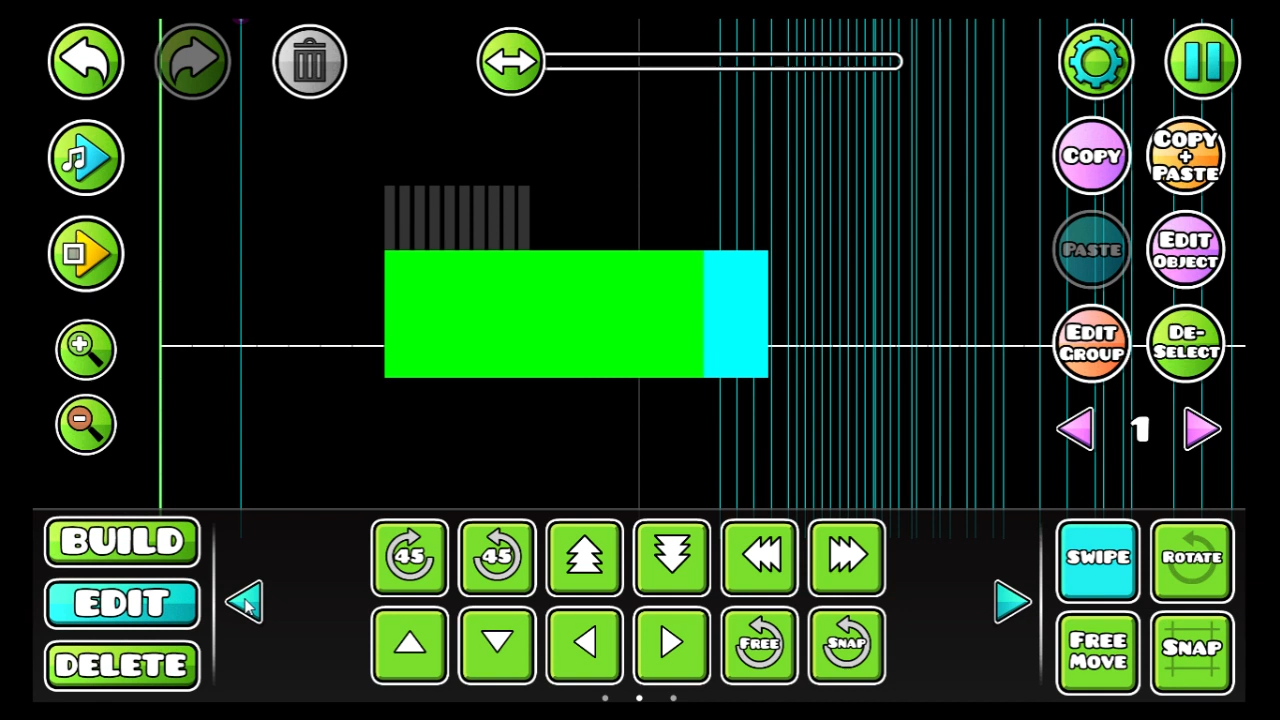 COPY
COPY
+
PASTE
PASTE
EDIT
OBJECT
EDIT
GROUP
DE-
SELECT
1
BUILD
EDIT
DELETE
45
45
FREE
SNAP
SWIPE
ROTATE
FREE
MOVE
SNAP